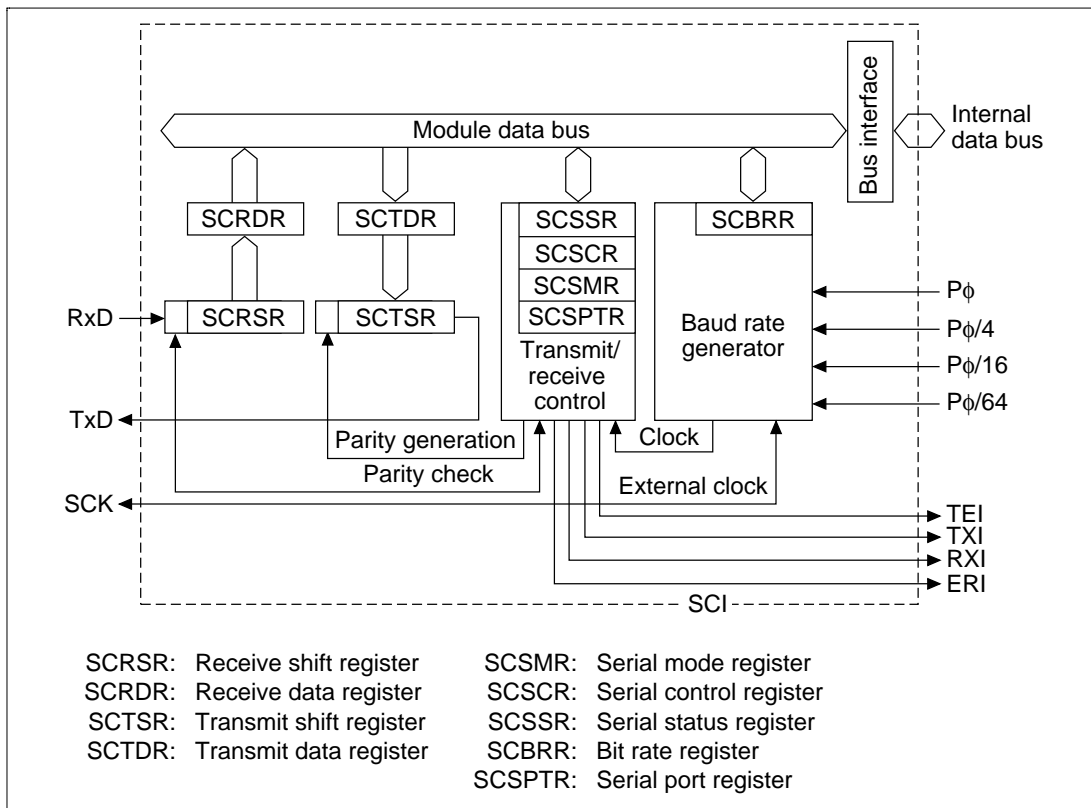 Module data bus
Bus interface
Internal
data bus
SCRDR
SCTDR
SCSSR
SCBRR
SCSCR
SCSMR
SCRSR
SCTSR
SCSPTR
RxD
TxD
SCK
Transmit/
receive
control
Baud rate
generator
Pϕ
Pϕ/4
Pϕ/16
Pϕ/64
Parity generation
Clock
Parity check
External clock
TEI
TXI
RXI
ERI
SCI
SCRSR: Receive shift register
SCRDR: Receive data register
SCTSR: Transmit shift register
SCTDR: Transmit data register
SCSMR: Serial mode register
SCSCR: Serial control register
SCSSR: Serial status register
SCBRR: Bit rate register
SCSPTR: Serial port register